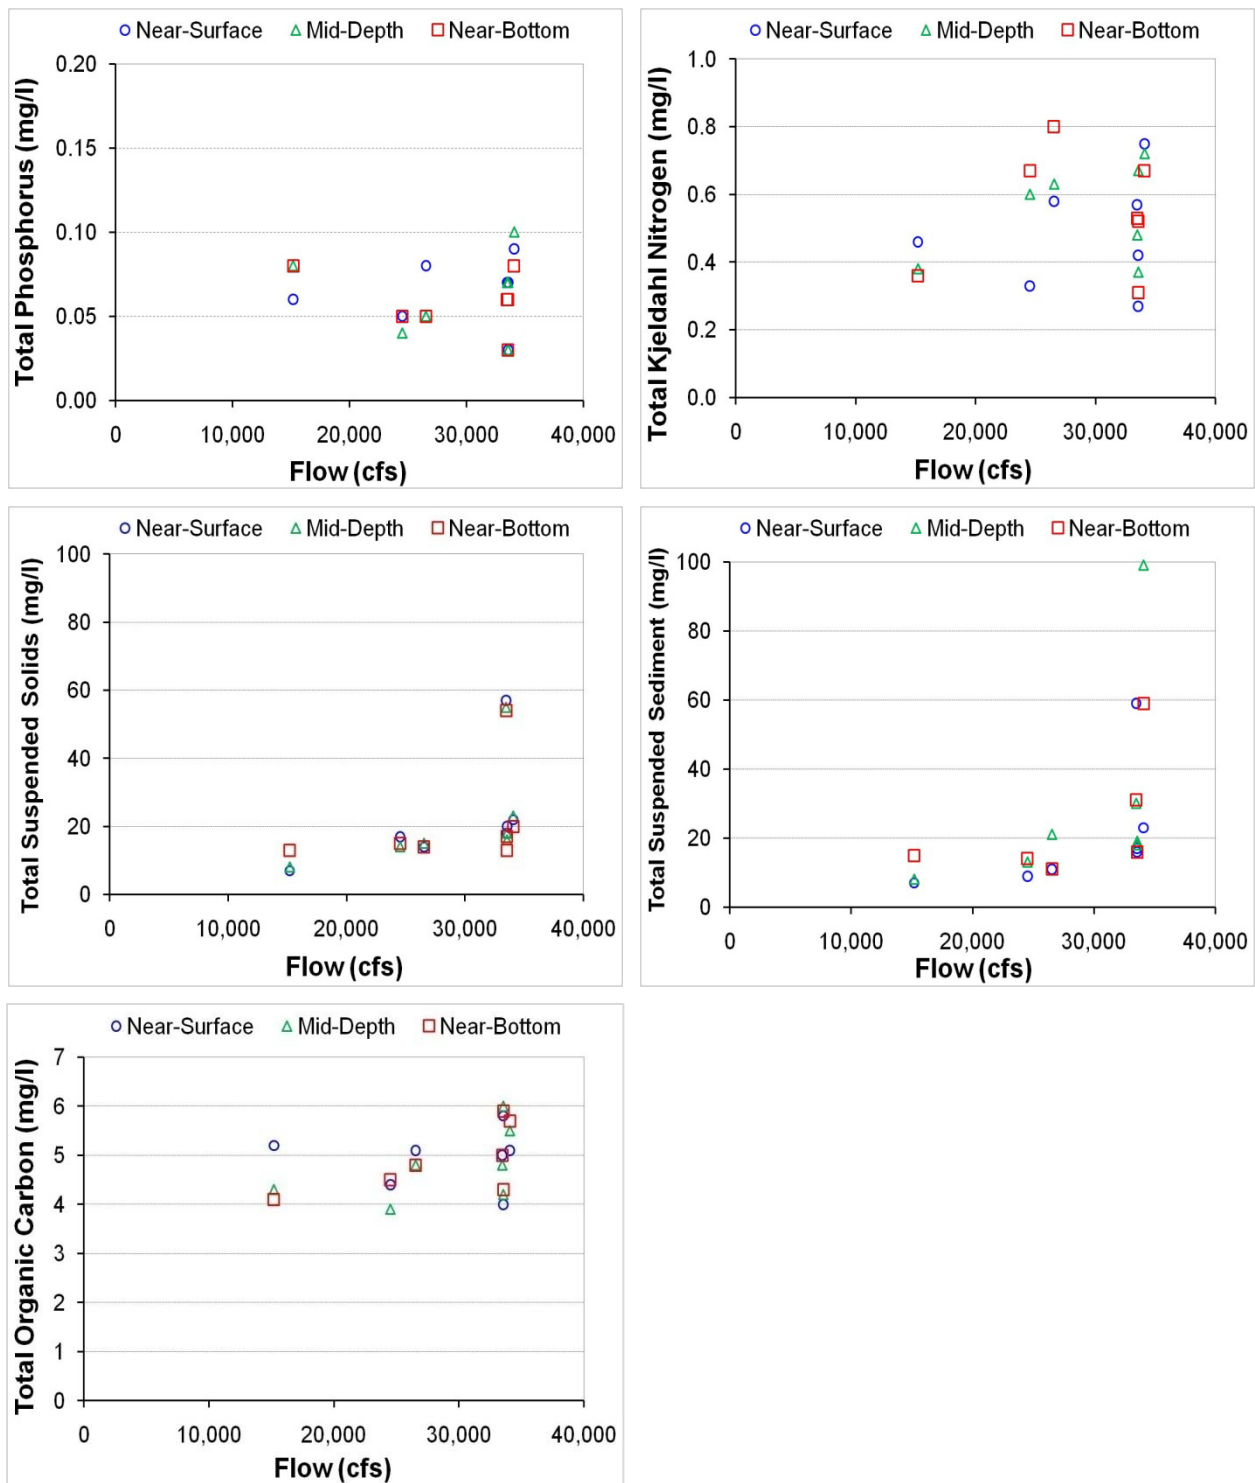 Near-Surface Mid-Depth Near-Bottom
Total Phosphorus (mg/l)
0.20
0.15
0.10
0.05
0.00
0 10,000 20,000 30,000 40,000
Flow (cfs)
Near-Surface Mid-Depth Near-Bottom
Total Kjeldahl Nitrogen (mg/l)
1.0
0.8
0.6
0.4
0.2
0.0
0 10,000 20,000 30,000 40,000
Flow (cfs)
Near-Surface Mid-Depth Near-Bottom
Total Suspended Solids (mg/l)
100
80
60
40
20
0
0 10,000 20,000 30,000 40,000
Flow (cfs)
Near-Surface Mid-Depth Near-Bottom
Total Suspended Sediment (mg/l)
100
80
60
40
20
0
0 10,000 20,000 30,000 40,000
Flow (cfs)
Near-Surface Mid-Depth Near-Bottom
Total Organic Carbon (mg/l)
7
6
5
4
3
2
1
0
0 10,000 20,000 30,000 40,000
Flow (cfs)